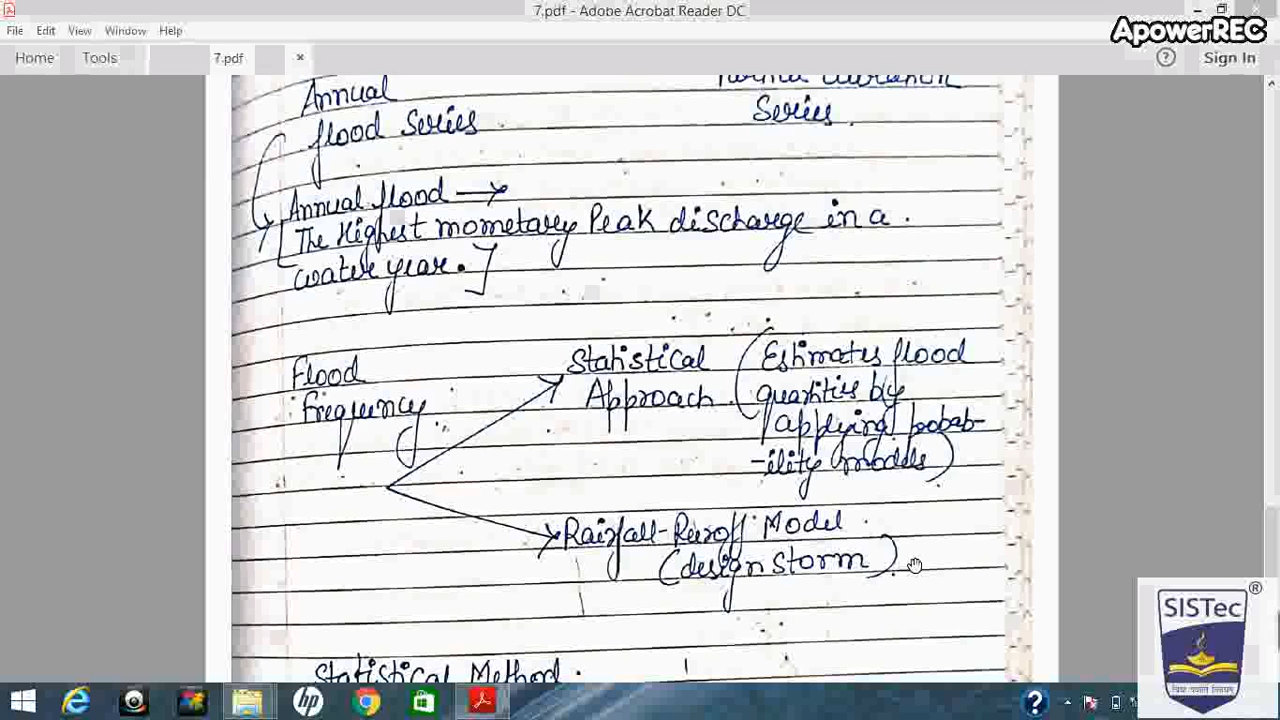 7.pdf - Adobe Acrobat Reader DC
File Edit View Window Help
ApowerREC
Home Tools 7.pdf × Sign In
Annual
flood Series
Series.
Annual flood →
[The Highest mometary Peak discharge in a.
water year.]
Flood
frequency
Statistical
Approach.
(Estimates flood
quantities by
applying probab-
-ility models)
Rairfall-Runoff Model.
(design storm)
Statistical Method.
SISTec®